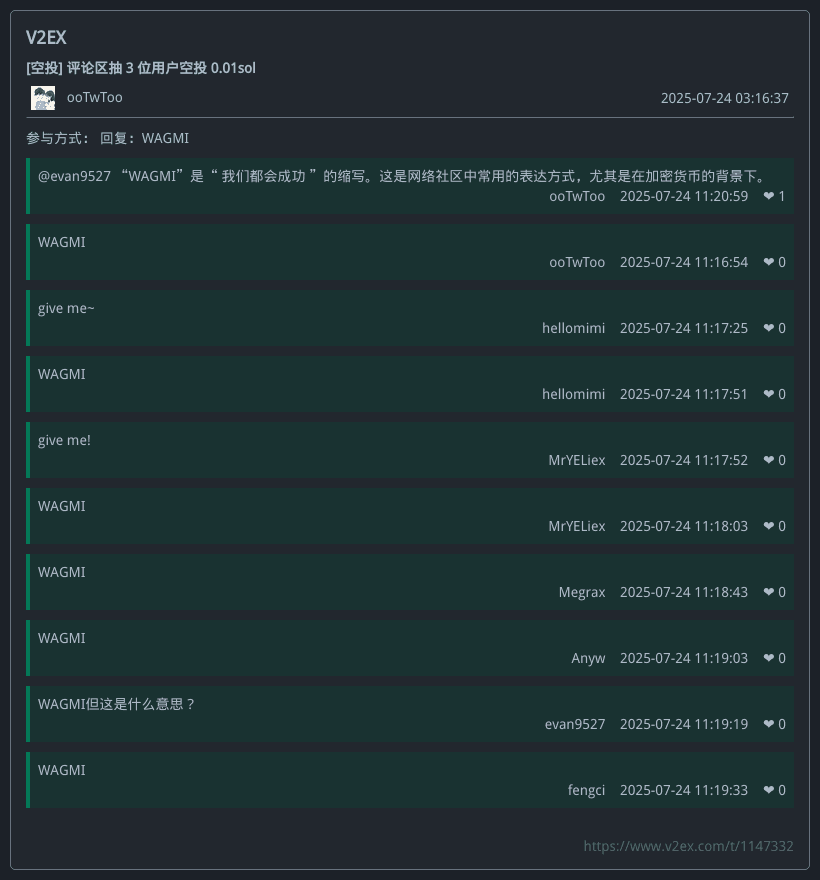 V2EX
[空投] 评论区抽 3 位用户空投 0.01sol
ooTwToo 2025-07-24 03:16:37
参与方式： 回复：WAGMI
@evan9527 “WAGMI”是“ 我们都会成功 ”的缩写。这是网络社区中常用的表达方式，尤其是在加密货币的背景下。
ooTwToo 2025-07-24 11:20:59 ❤ 1
WAGMI
ooTwToo 2025-07-24 11:16:54 ❤ 0
give me~
hellomimi 2025-07-24 11:17:25 ❤ 0
WAGMI
hellomimi 2025-07-24 11:17:51 ❤ 0
give me!
MrYELiex 2025-07-24 11:17:52 ❤ 0
WAGMI
MrYELiex 2025-07-24 11:18:03 ❤ 0
WAGMI
Megrax 2025-07-24 11:18:43 ❤ 0
WAGMI
Anyw 2025-07-24 11:19:03 ❤ 0
WAGMI但这是什么意思？
evan9527 2025-07-24 11:19:19 ❤ 0
WAGMI
fengci 2025-07-24 11:19:33 ❤ 0
https://www.v2ex.com/t/1147332